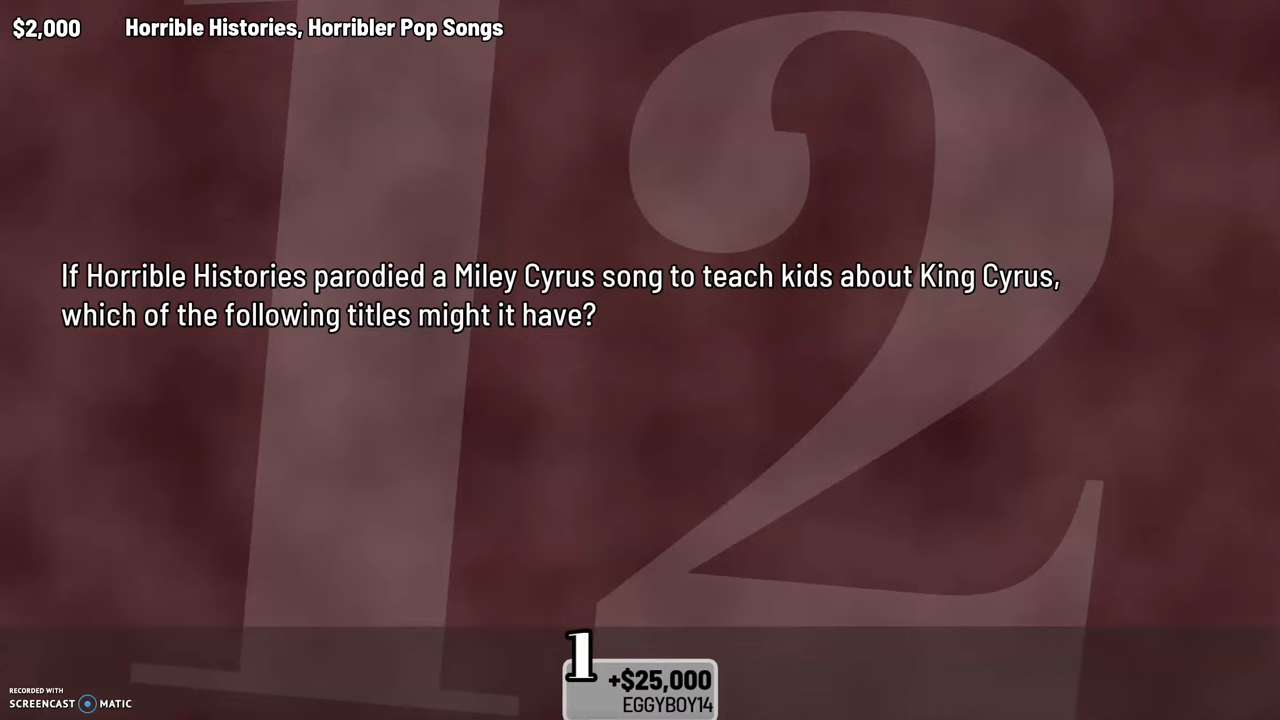 $2,000 Horrible Histories, Horribler Pop Songs
12
If Horrible Histories parodied a Miley Cyrus song to teach kids about King Cyrus,
which of the following titles might it have?
1
+$25,000
EGGYBOY14
RECORDED WITH
SCREENCAST MATIC